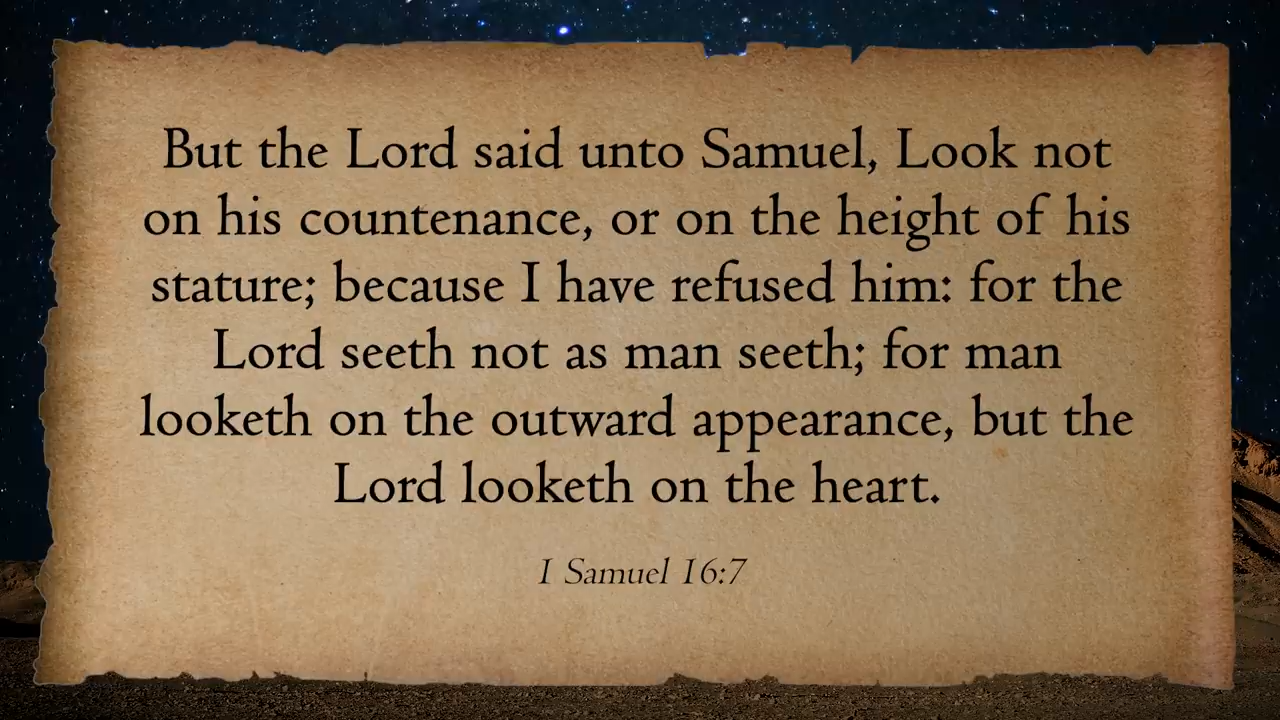 But the Lord said unto Samuel, Look not
on his countenance, or on the height of his
stature; because I have refused him: for the
Lord seeth not as man seeth; for man
looketh on the outward appearance, but the
Lord looketh on the heart.
1 Samuel 16:7